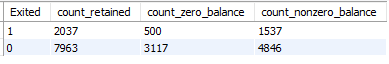 Exited count_retained count_zero_balance count_nonzero_balance
1 2037 500 1537
0 7963 3117 4846